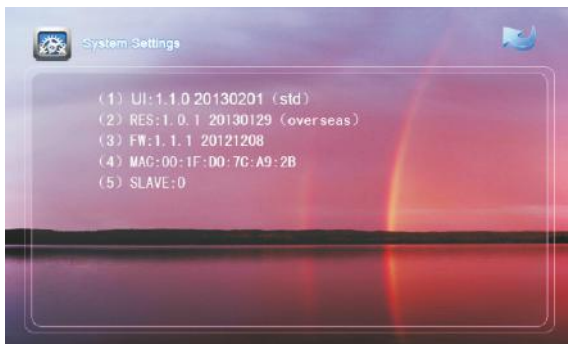 System Settings
(1) UI:1.1.0 20130201 (std)
(2) RES:1.0.1 20130129 (overseas)
(3) FW:1.1.1 20121208
(4) MAC:00:1F:D0:7C:A9:2B
(5) SLAVE:0